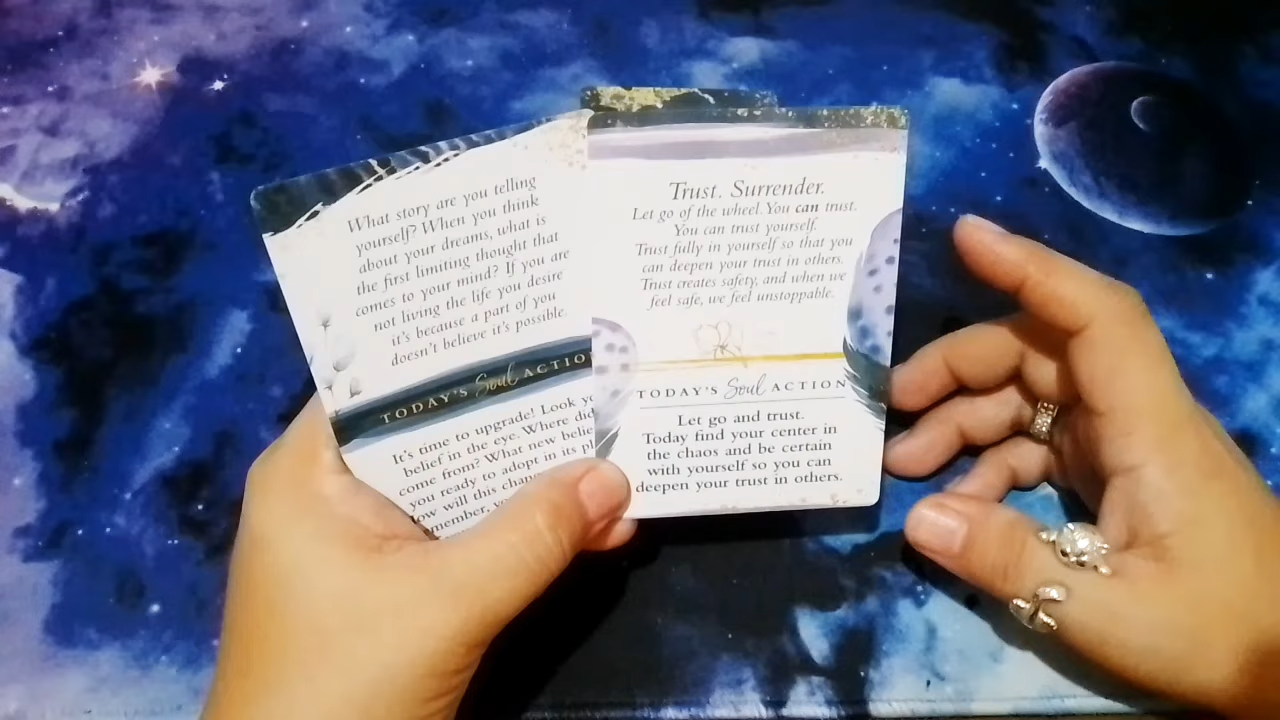 What story are you telling
yourself? When you think
about your dreams, what is
the first limiting thought that
comes to your mind? If you are
not living the life you desire
it's because a part of you
doesn't believe it's possible.
TODAY'S Soul ACTIO
It's time to upgrade! Look
belief in the eye. Where did
come from? What new
you ready to adopt in its
will this
Trust. Surrender.
Let go of the wheel. You can trust.
You can trust yourself.
Trust fully in yourself so that you
can deepen your trust in others.
Trust creates safety, and when we
feel safe, we feel unstoppable.
TODAY'S Soul ACTION
Let go and trust.
Today find your center in
the chaos and be certain
with yourself so you can
deepen your trust in others.